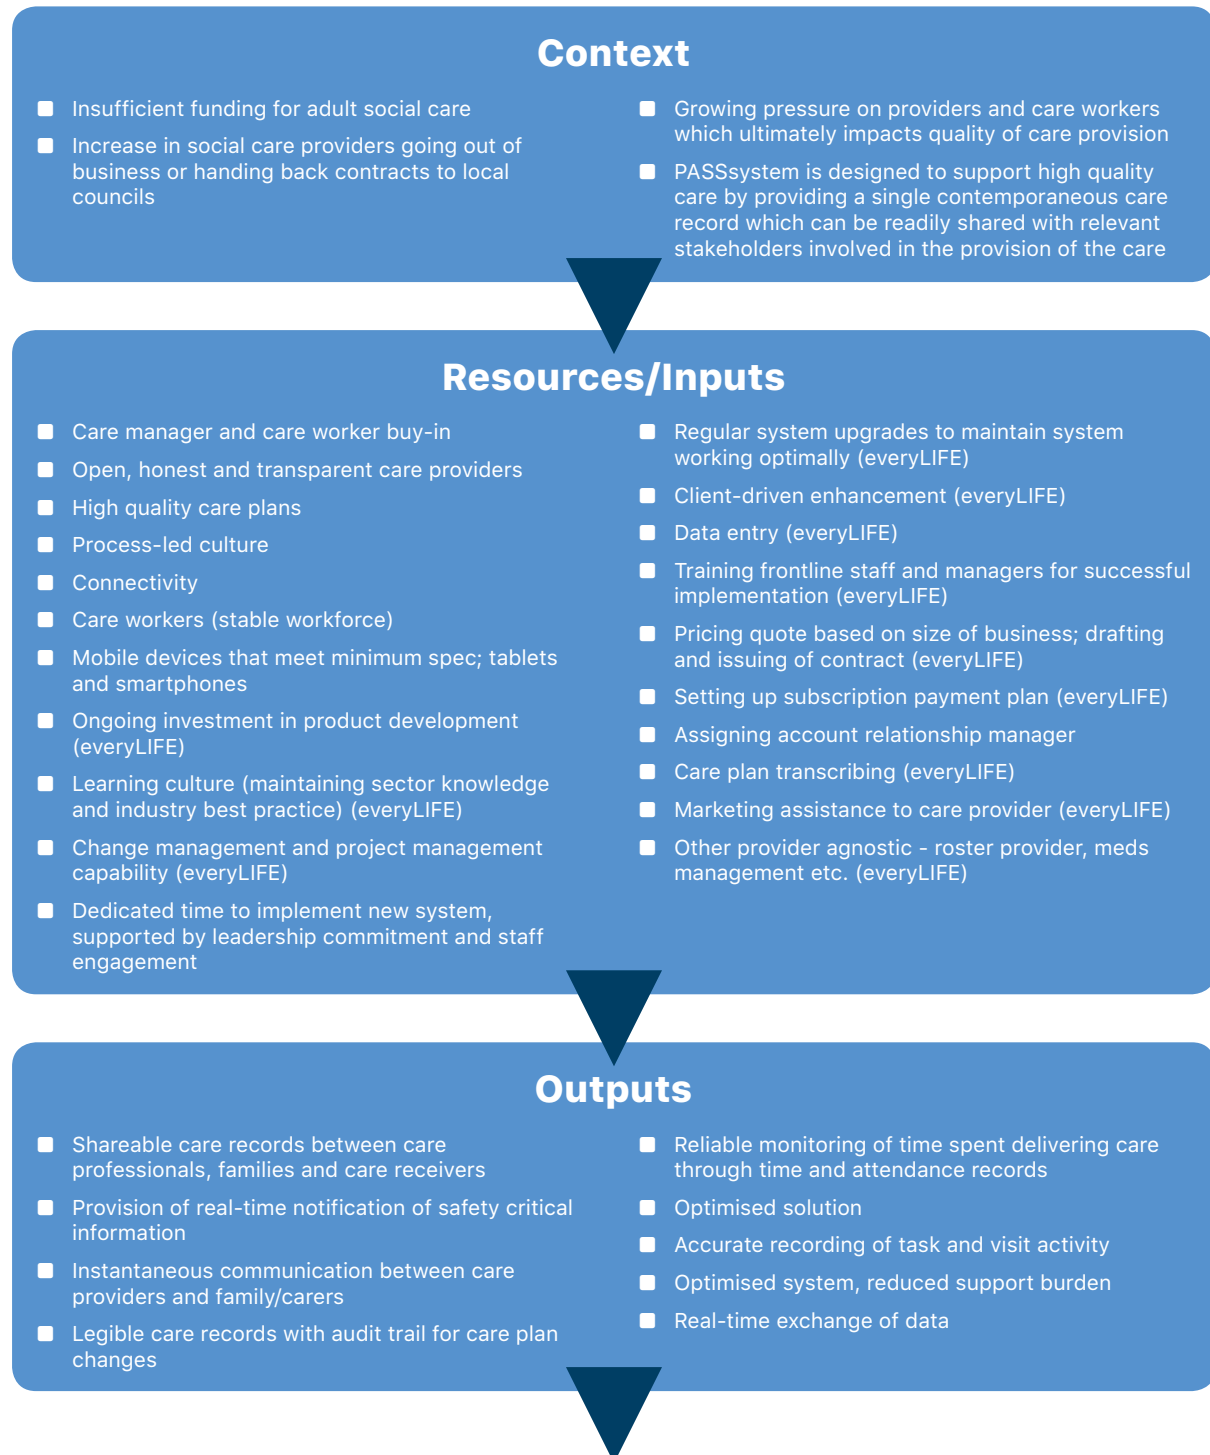 Context
Insufficient funding for adult social care
Increase in social care providers going out of
business or handing back contracts to local
councils
Growing pressure on providers and care workers
which ultimately impacts quality of care provision
PASSsystem is designed to support high quality
care by providing a single contemporaneous care
record which can be readily shared with relevant
stakeholders involved in the provision of the care
Resources/Inputs
Care manager and care worker buy-in
Open, honest and transparent care providers
High quality care plans
Process-led culture
Connectivity
Care workers (stable workforce)
Mobile devices that meet minimum spec; tablets
and smartphones
Ongoing investment in product development
(everyLIFE)
Learning culture (maintaining sector knowledge
and industry best practice) (everyLIFE)
Change management and project management
capability (everyLIFE)
Dedicated time to implement new system,
supported by leadership commitment and staff
engagement
Regular system upgrades to maintain system
working optimally (everyLIFE)
Client-driven enhancement (everyLIFE)
Data entry (everyLIFE)
Training frontline staff and managers for successful
implementation (everyLIFE)
Pricing quote based on size of business; drafting
and issuing of contract (everyLIFE)
Setting up subscription payment plan (everyLIFE)
Assigning account relationship manager
Care plan transcribing (everyLIFE)
Marketing assistance to care provider (everyLIFE)
Other provider agnostic - roster provider, meds
management etc. (everyLIFE)
Outputs
Shareable care records between care
professionals, families and care receivers
Provision of real-time notification of safety critical
information
Instantaneous communication between care
providers and family/carers
Legible care records with audit trail for care plan
changes
Reliable monitoring of time spent delivering care
through time and attendance records
Optimised solution
Accurate recording of task and visit activity
Optimised system, reduced support burden
Real-time exchange of data